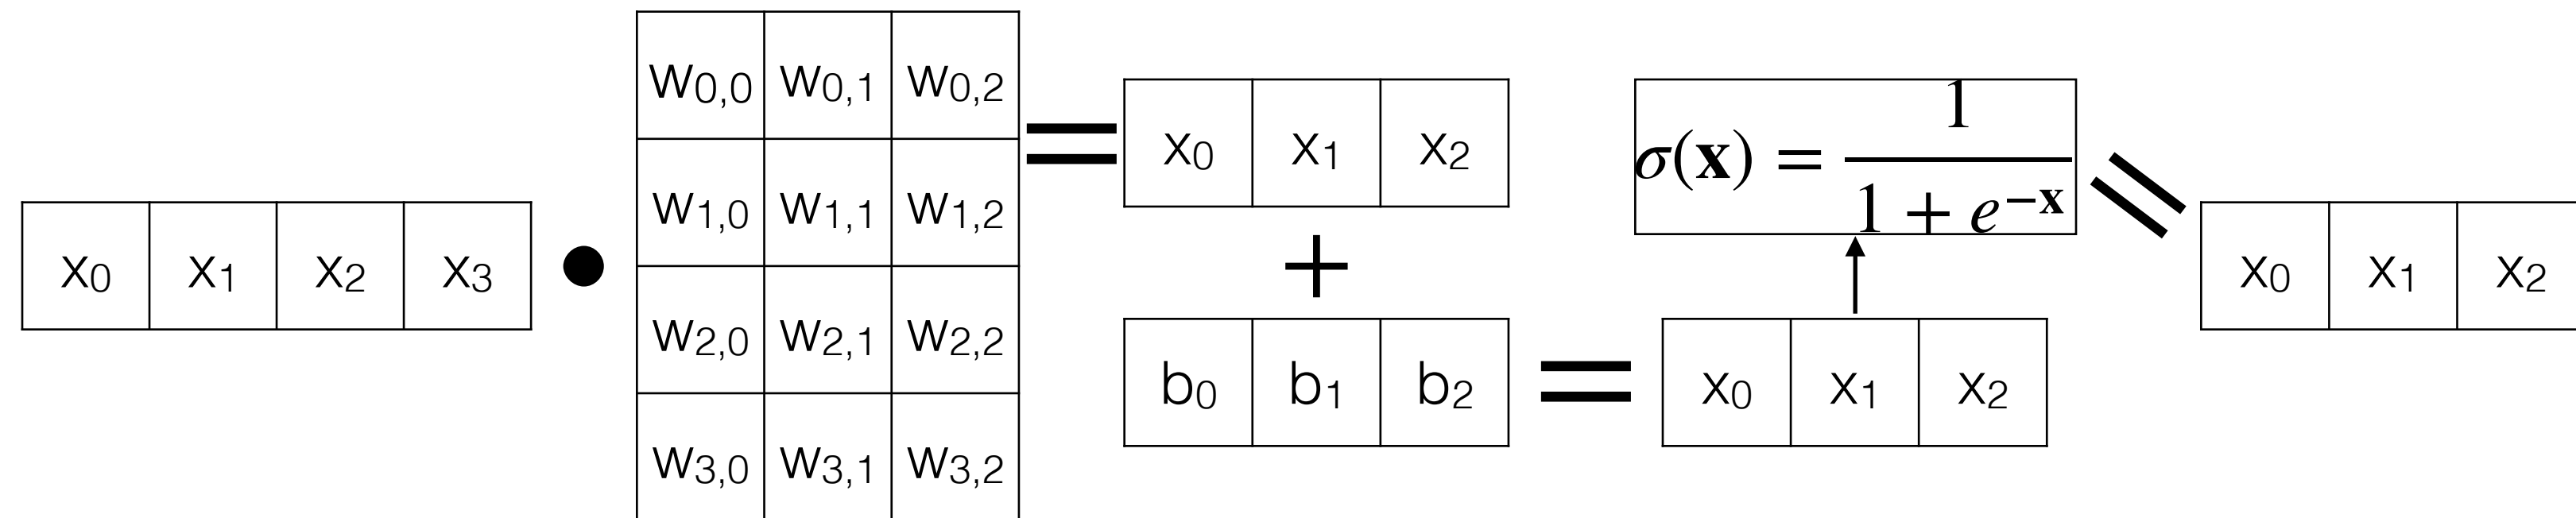 x0 x1 x2 x3
•
w0,0 w0,1 w0,2
w1,0 w1,1 w1,2
w2,0 w2,1 w2,2
w3,0 w3,1 w3,2
=
x0 x1 x2
+
b0 b1 b2
=
x0 x1 x2
σ(x) = 1 / (1 + e^−x)
=
x0 x1 x2